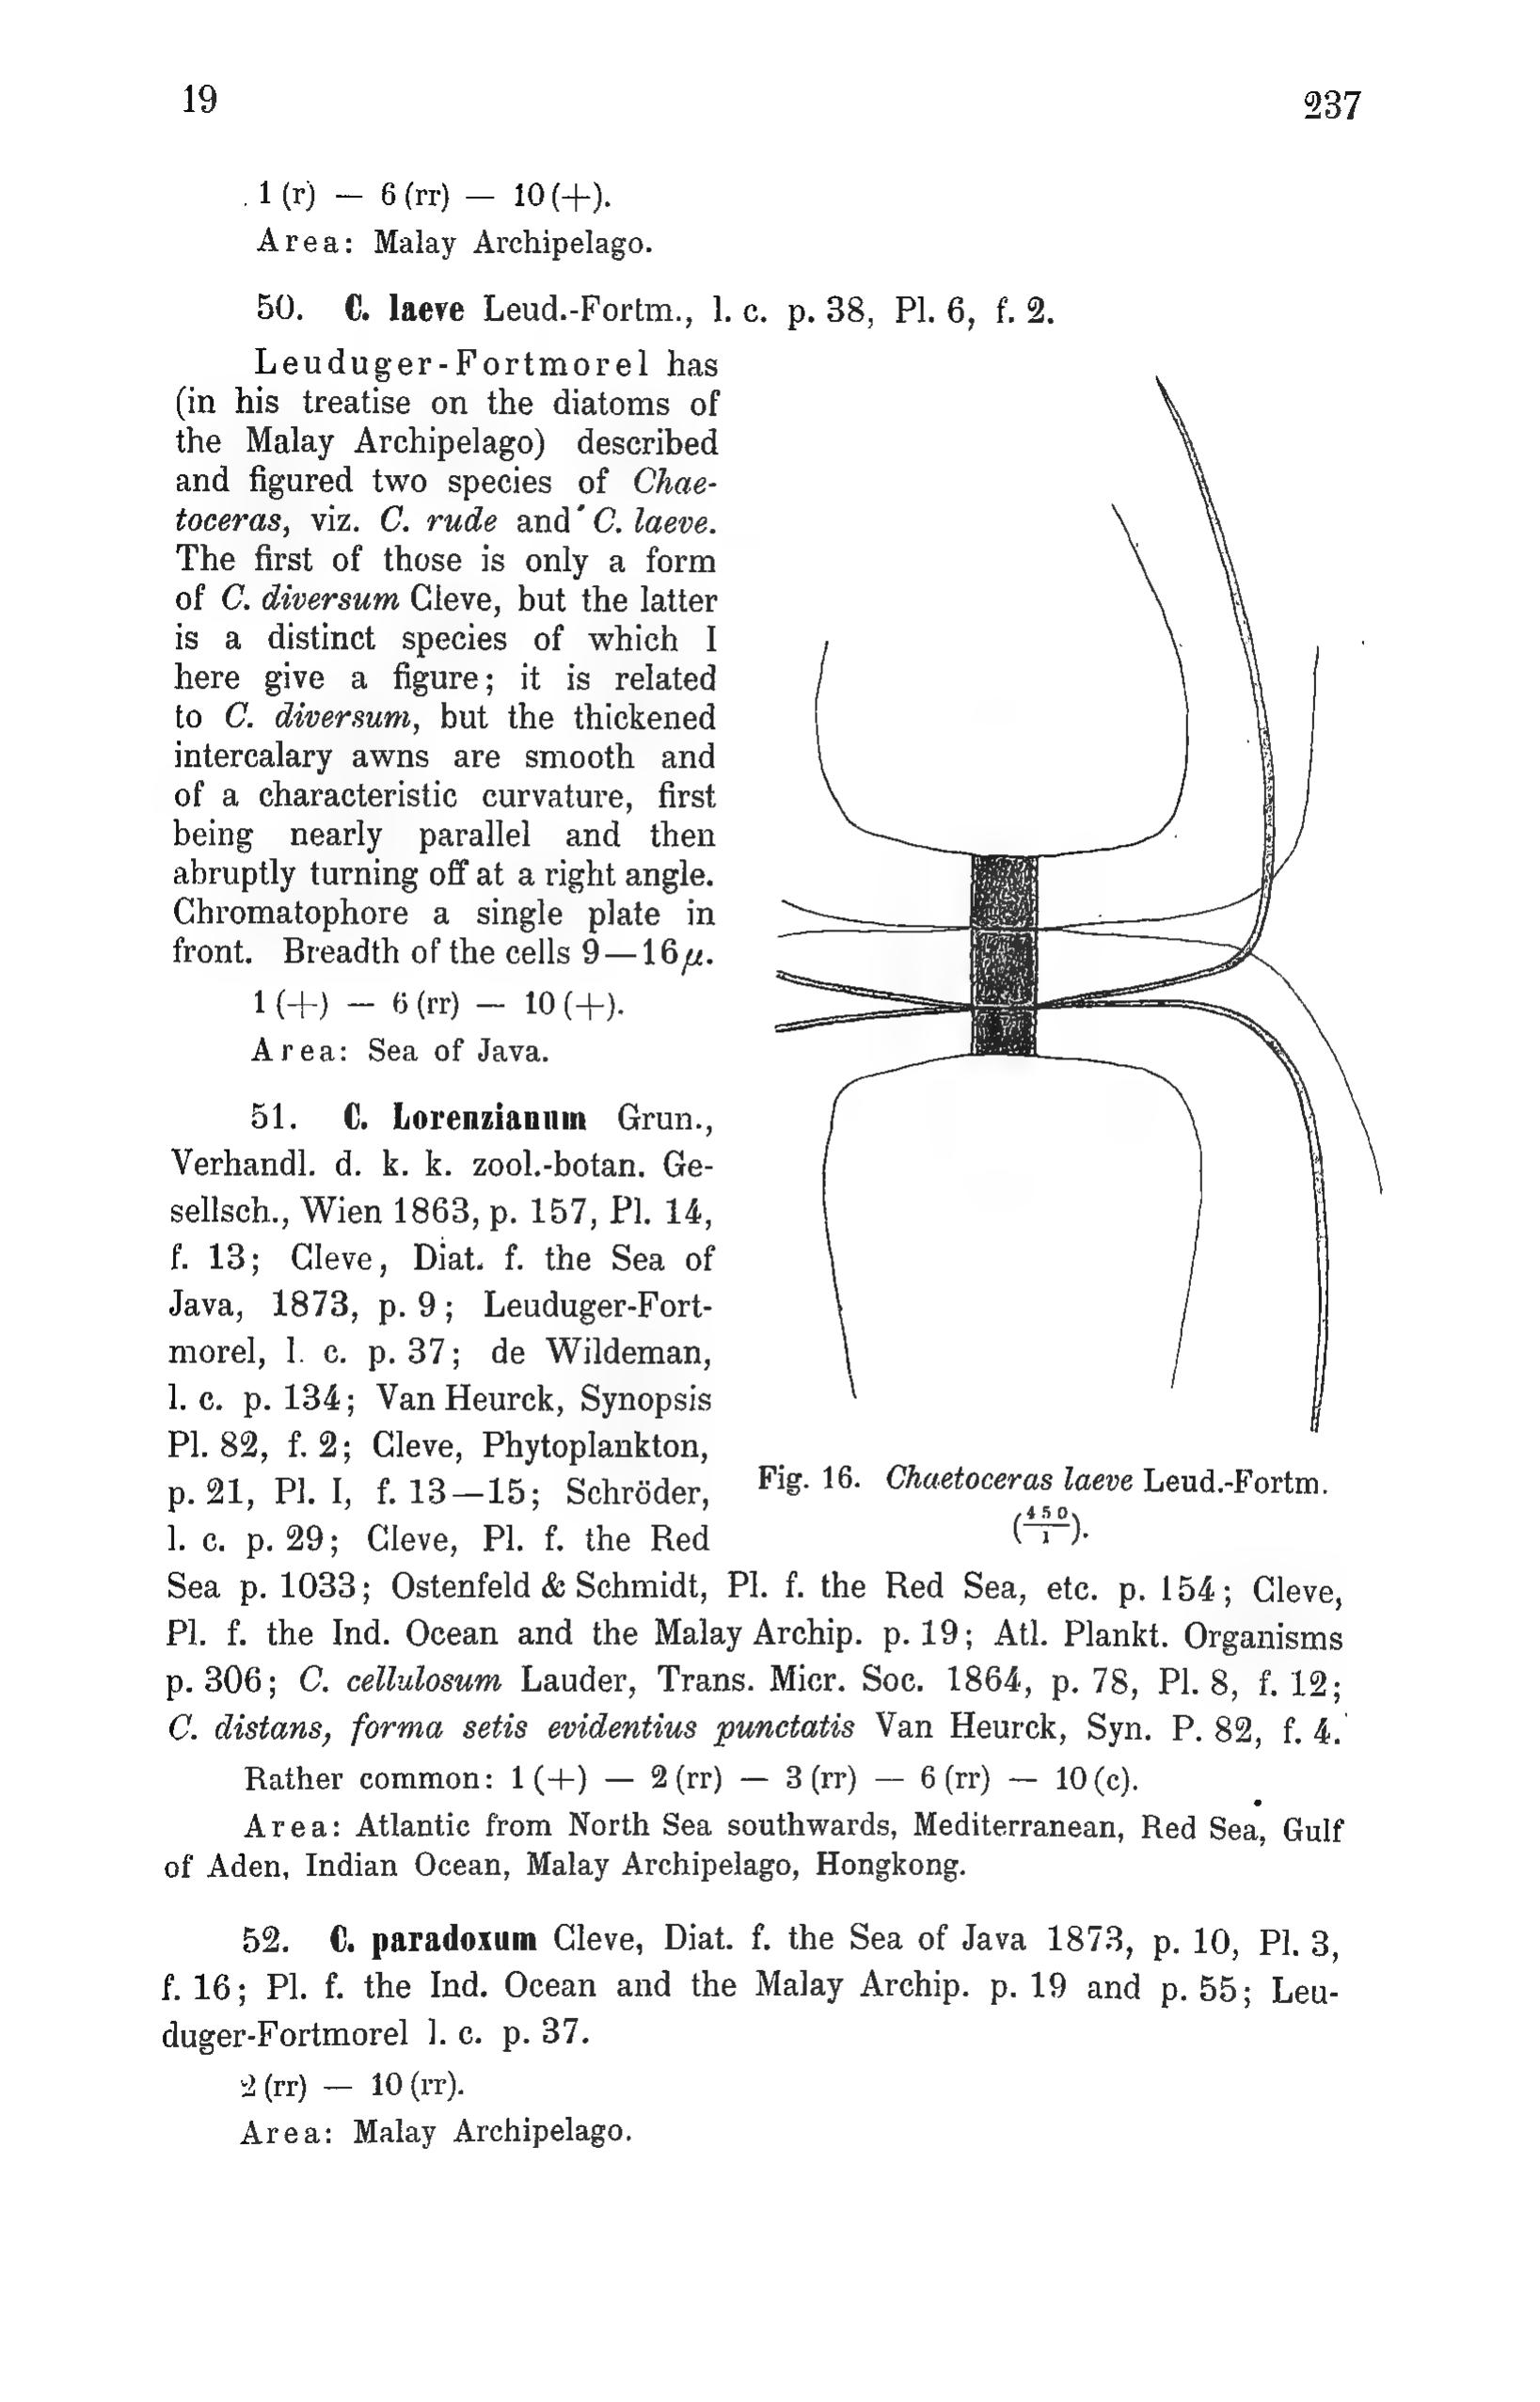 19
237
1 (r) — 6 (rr) — 10 (+).
Area: Malay Archipelago.
50. C. laeve Leud.-Fortm., l. c. p. 38, Pl. 6, f. 2.
Leuduger-Fortmorel has
(in his treatise on the diatoms of
the Malay Archipelago) described
and figured two species of Chae-
toceras, viz. C. rude and C. laeve.
The first of those is only a form
of C. diversum Cleve, but the latter
is a distinct species of which I
here give a figure; it is related
to C. diversum, but the thickened
intercalary awns are smooth and
of a characteristic curvature, first
being nearly parallel and then
abruptly turning off at a right angle.
Chromatophore a single plate in
front. Breadth of the cells 9—16 µ.
1 (+) — 6 (rr) — 10 (+).
Area: Sea of Java.
51. C. Lorenzianum Grun.,
Verhandl. d. k. k. zool.-botan. Ge-
sellsch., Wien 1863, p. 157, Pl. 14,
f. 13; Cleve, Diat. f. the Sea of
Java, 1873, p. 9; Leuduger-Fort-
morel, l. c. p. 37; de Wildeman,
l. c. p. 134; Van Heurck, Synopsis
Pl. 82, f. 2; Cleve, Phytoplankton,
p. 21, Pl. I, f. 13—15; Schröder,
l. c. p. 29; Cleve, Pl. f. the Red
Fig. 16. Chaetoceras laeve Leud.-Fortm.
(450/1).
Sea p. 1033; Ostenfeld & Schmidt, Pl. f. the Red Sea, etc. p. 154; Cleve,
Pl. f. the Ind. Ocean and the Malay Archip. p. 19; Atl. Plankt. Organisms
p. 306; C. cellulosum Lauder, Trans. Micr. Soc. 1864, p. 78, Pl. 8, f. 12;
C. distans, forma setis evidentius punctatis Van Heurck, Syn. P. 82, f. 4.
Rather common: 1 (+) — 2 (rr) — 3 (rr) — 6 (rr) — 10 (c).
Area: Atlantic from North Sea southwards, Mediterranean, Red Sea, Gulf
of Aden, Indian Ocean, Malay Archipelago, Hongkong.
52. C. paradoxum Cleve, Diat. f. the Sea of Java 1873, p. 10, Pl. 3,
f. 16; Pl. f. the Ind. Ocean and the Malay Archip. p. 19 and p. 55; Leu-
duger-Fortmorel l. c. p. 37.
2 (rr) — 10 (rr).
Area: Malay Archipelago.